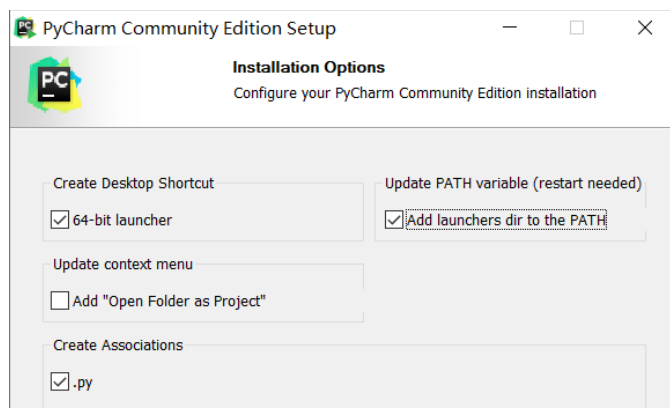 PyCharm Community Edition Setup
PC
Installation Options
Configure your PyCharm Community Edition installation
Create Desktop Shortcut
64-bit launcher
Update PATH variable (restart needed)
Add launchers dir to the PATH
Update context menu
Add "Open Folder as Project"
Create Associations
.py